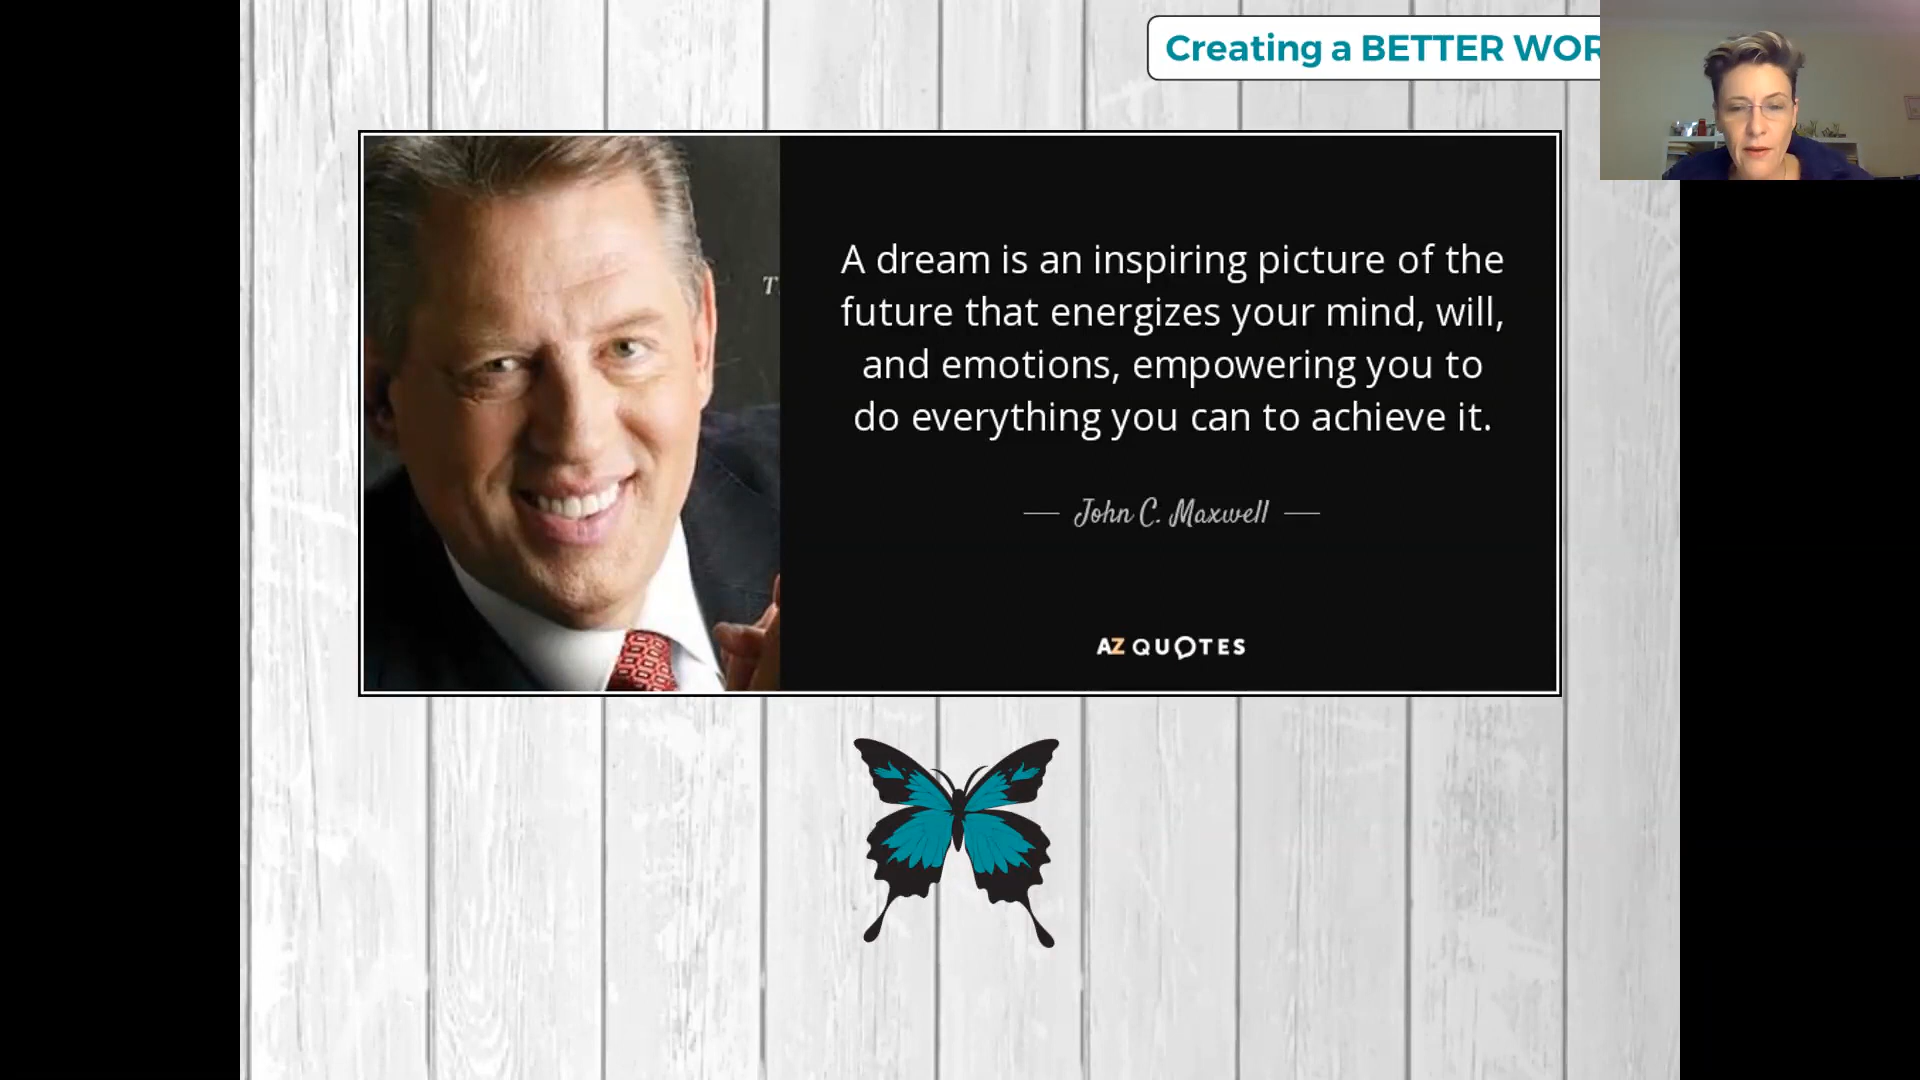 Creating a BETTER WOR
T
A dream is an inspiring picture of the
future that energizes your mind, will,
and emotions, empowering you to
do everything you can to achieve it.
John C. Maxwell
AZ QUOTES